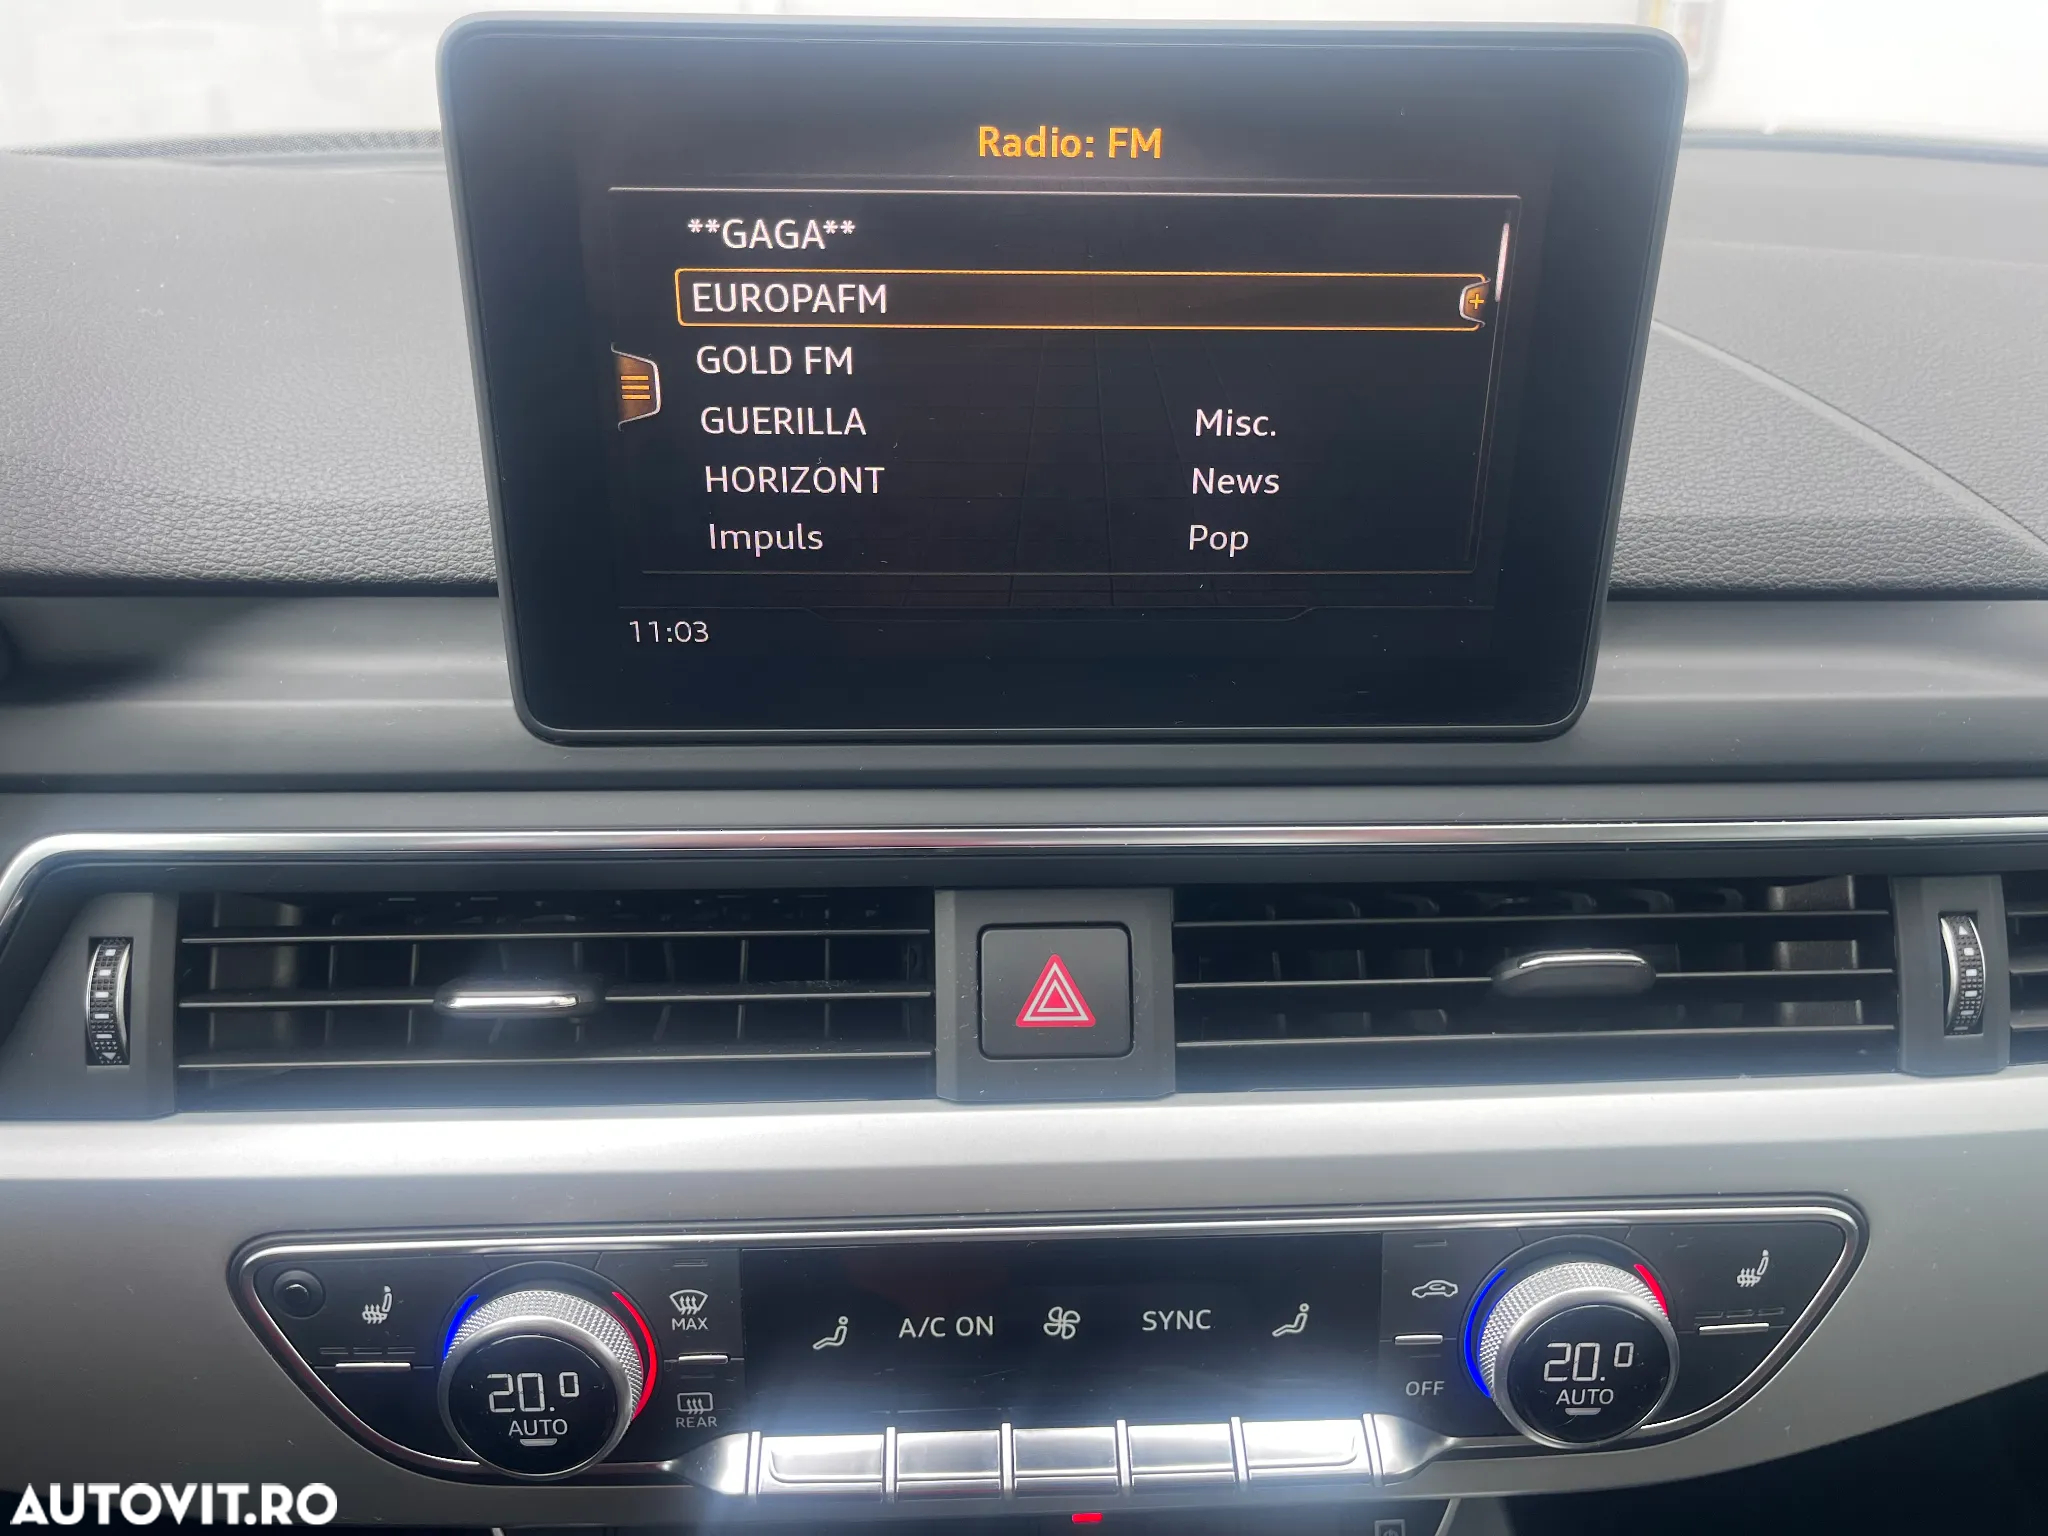 Radio: FM
**GAGA**
EUROPAFM
GOLD FM
GUERILLA Misc.
HORIZONT News
Impuls Pop
11:03
MAX
A/C ON
SYNC
20.0
AUTO
REAR
OFF
20.0
AUTO
AUTOVIT.RO